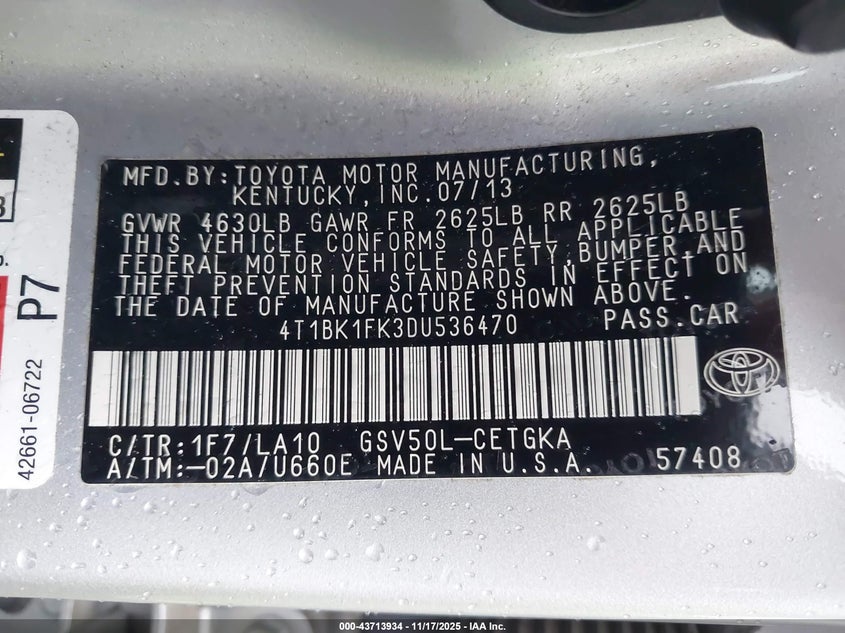 MFD.BY:TOYOTA MOTOR MANUFACTURING,
KENTUCKY,INC.07/13
GVWR 4630LB GAWR FR 2625LB RR 2625LB
THIS VEHICLE CONFORMS TO ALL APPLICABLE
FEDERAL MOTOR VEHICLE SAFETY,BUMPER,AND
THEFT PREVENTION STANDARDS IN EFFECT ON
THE DATE OF MANUFACTURE SHOWN ABOVE.
4T1BK1FK3DU536470 PASS.CAR
C/TR:1F7/LA10 GSV50L-CETGKA
A/TM:-02A/U660E MADE IN U.S.A. 57408
P7
42661-06722
000-43713934 | 11/17/2025 | IAA Inc.